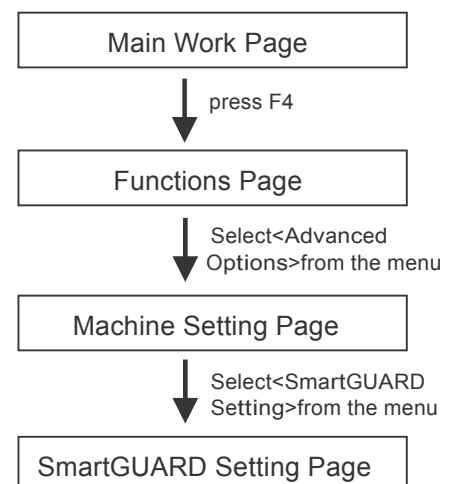 Main Work Page
press F4
Functions Page
Select<Advanced
Options>from the menu
Machine Setting Page
Select<SmartGUARD
Setting>from the menu
SmartGUARD Setting Page